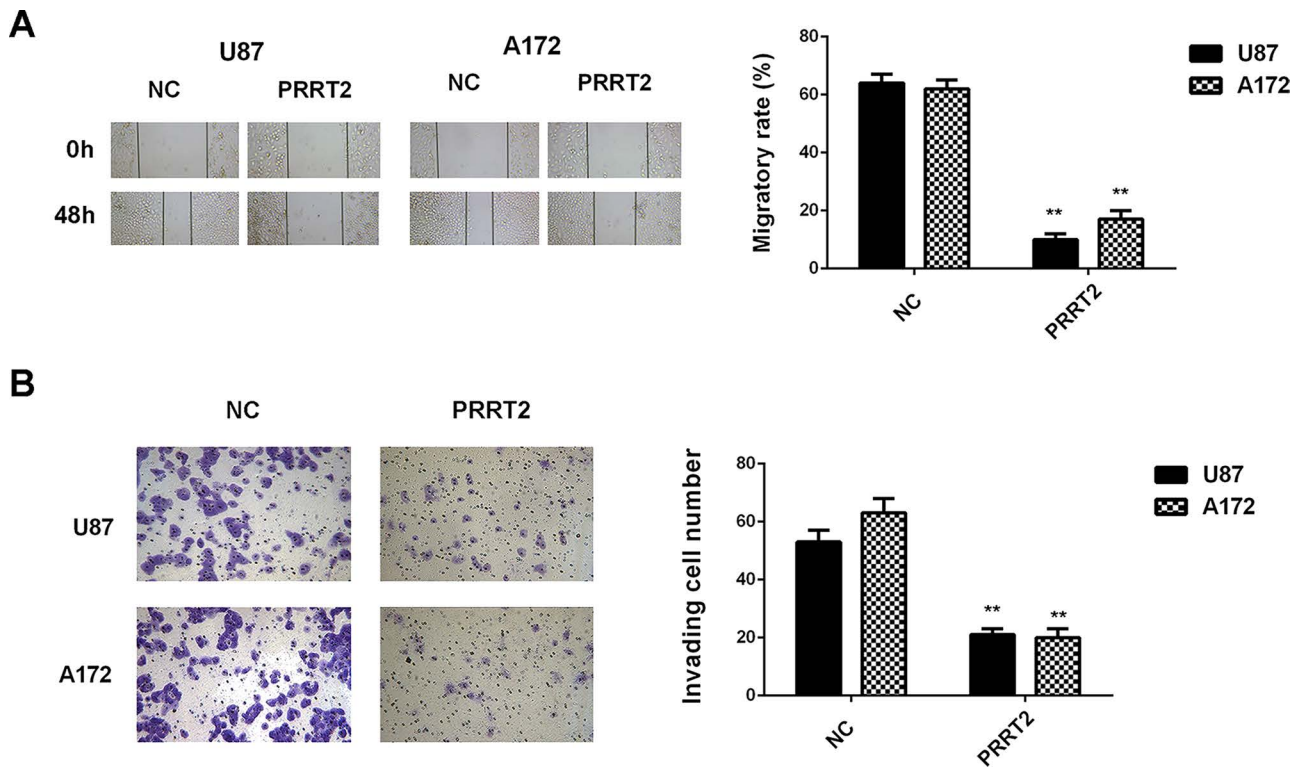 A
U87
A172
NC
PRRT2
NC
PRRT2
0h
48h
Migratory rate (%)
80
60
40
20
0
**
**
NC
PRRT2
U87
A172
B
NC
PRRT2
U87
A172
Invading cell number
80
60
40
20
0
**
**
NC
PRRT2
U87
A172